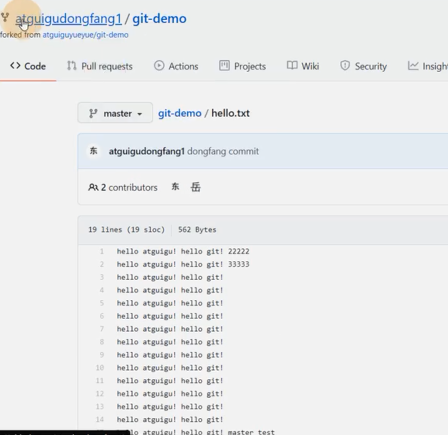 atguigudongfang1 / git-demo
forked from atguiguyueyue/git-demo
<> Code Pull requests Actions Projects Wiki Security Insigh
master git-demo / hello.txt
东 atguigudongfang1 dongfang commit
2 contributors 东 岳
19 lines (19 sloc) 562 Bytes
1 hello atguigu! hello git! 22222
2 hello atguigu! hello git! 33333
3 hello atguigu! hello git!
4 hello atguigu! hello git!
5 hello atguigu! hello git!
6 hello atguigu! hello git!
7 hello atguigu! hello git!
8 hello atguigu! hello git!
9 hello atguigu! hello git!
10 hello atguigu! hello git!
11 hello atguigu! hello git!
12 hello atguigu! hello git!
13 hello atguigu! hello git!
14 hello atguigu! hello git!
llo atguigu! hello git! master test